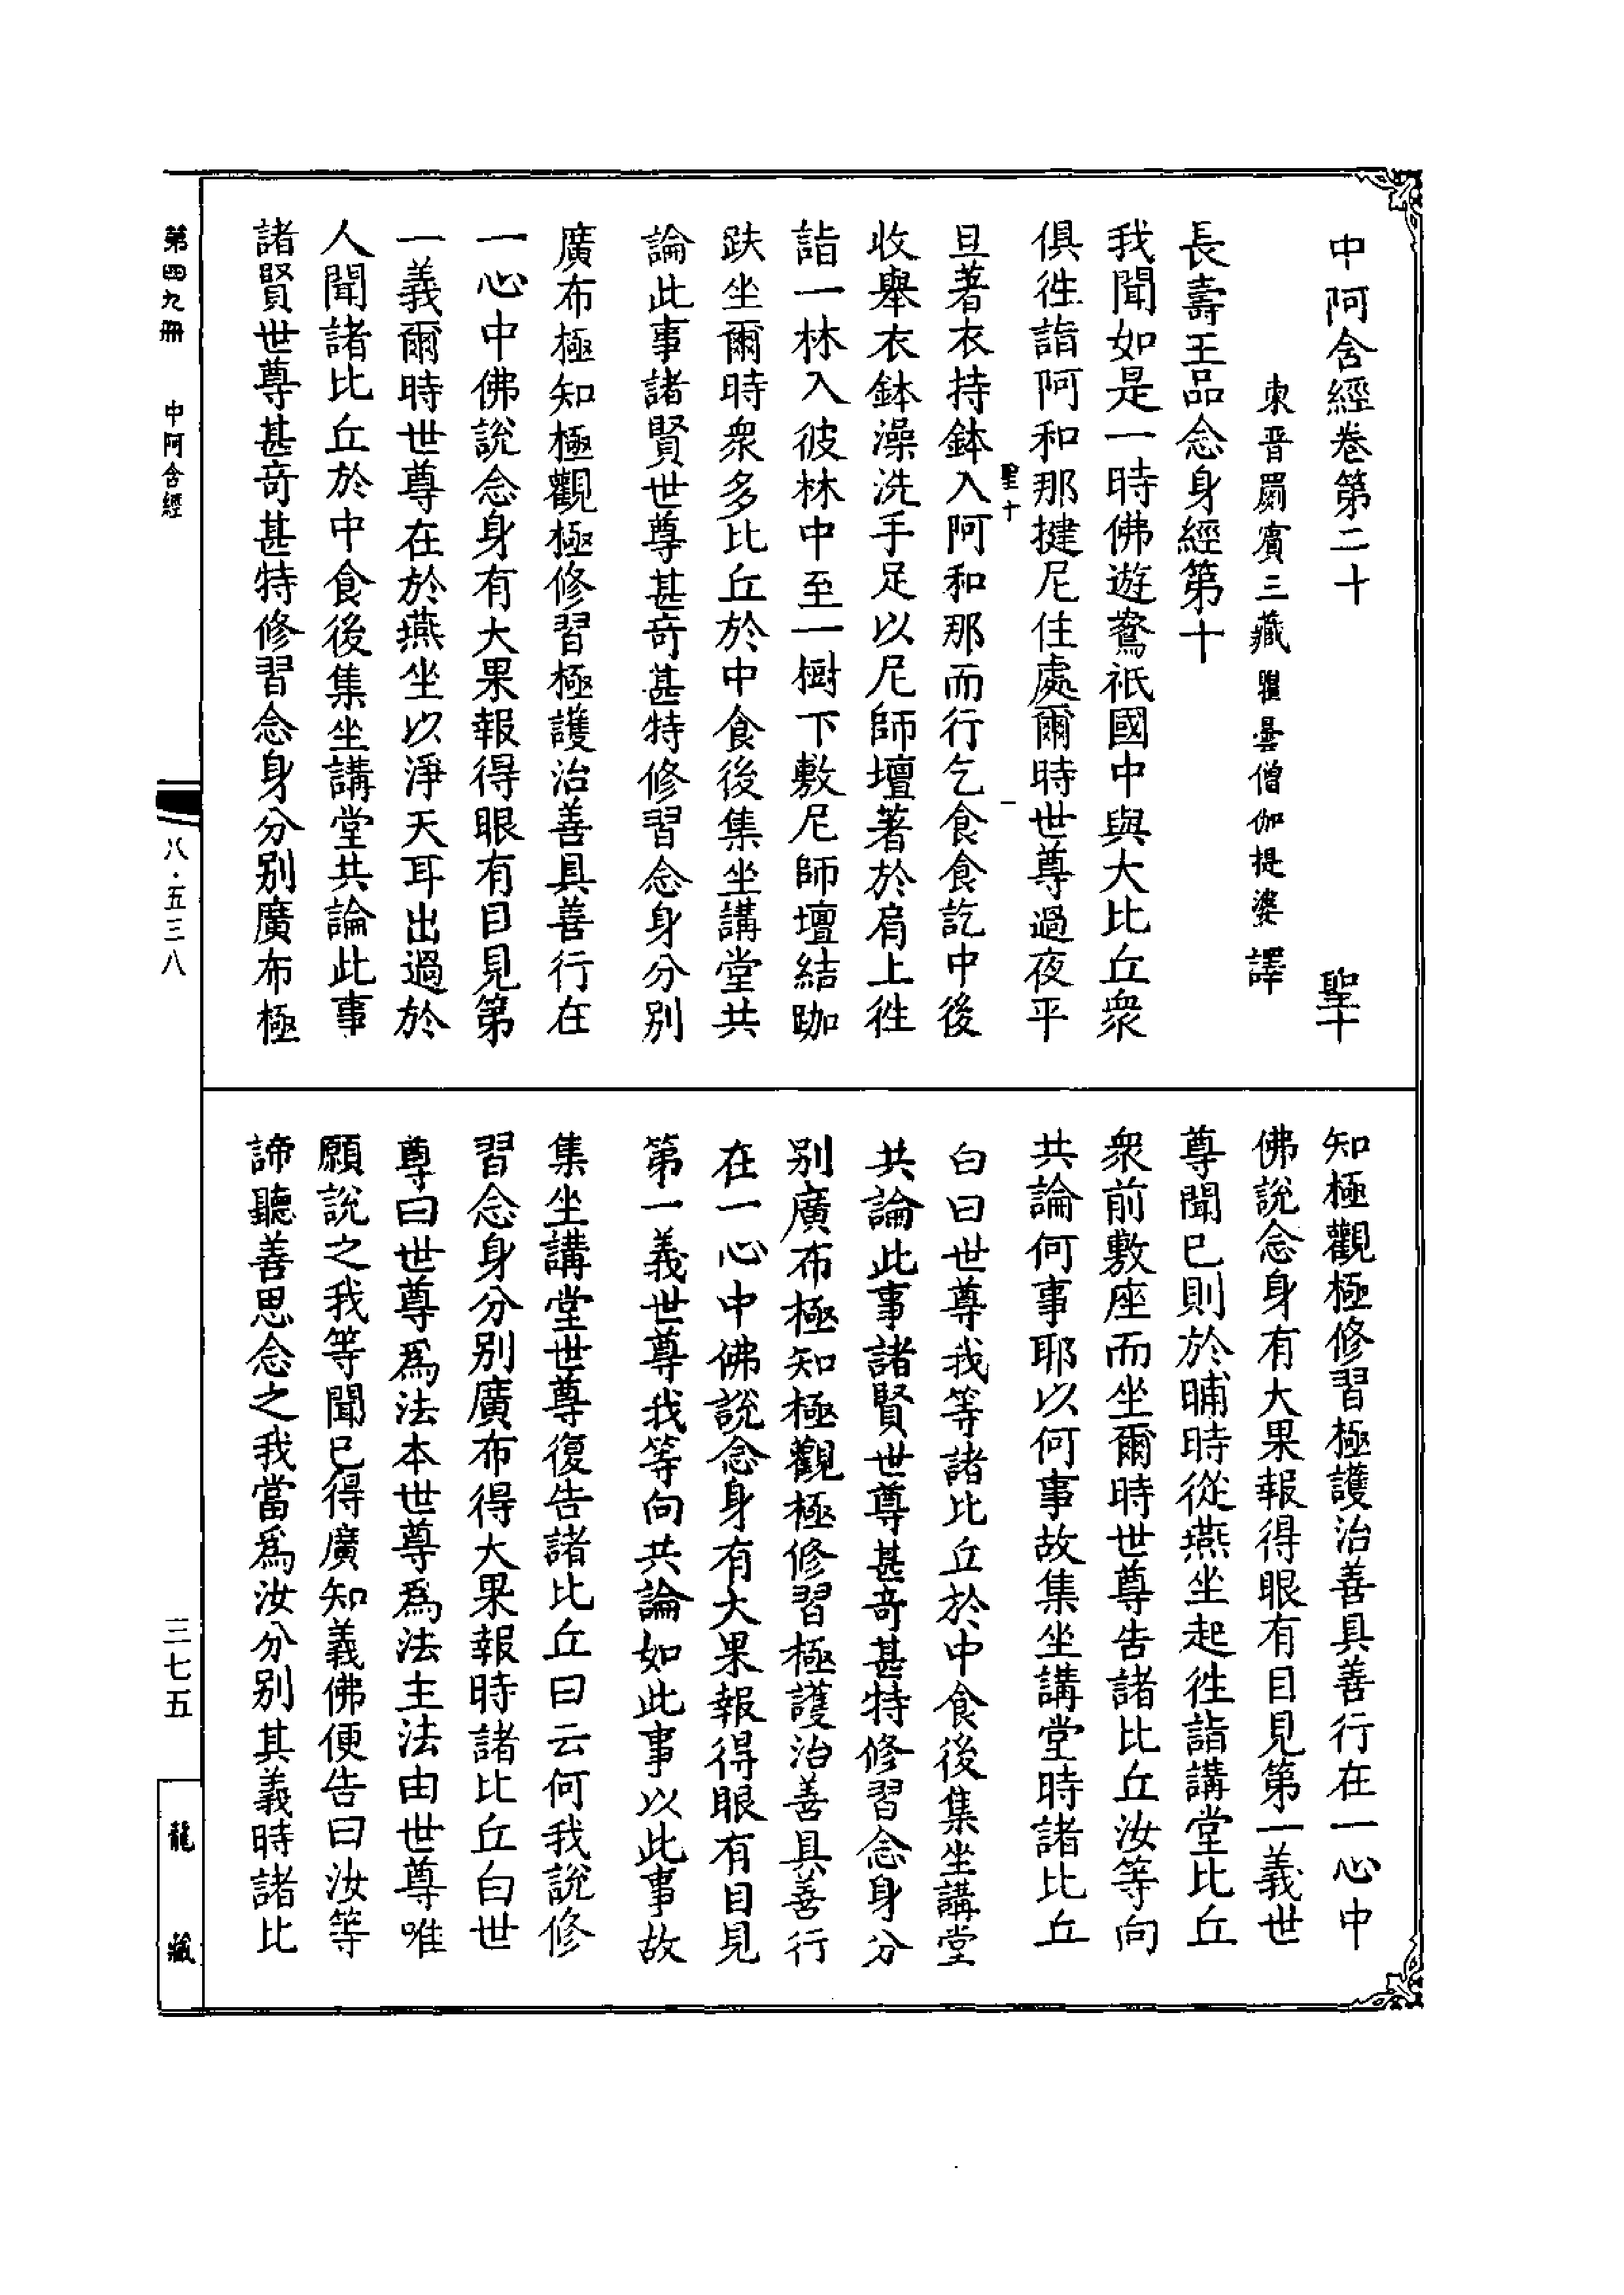 中阿含經卷第二十　聖十
東晉罽賓三藏瞿曇僧伽提婆譯
長壽王品念身經第十
我聞如是一時佛遊鴦祇國中與大比丘衆
俱徃詣阿和那揵尼住處爾時世尊過夜平
聖十　一
旦著衣持鉢入阿和那而行乞食食訖中後
收舉衣鉢澡洗手足以尼師壇著於肩上徃
詣一林入彼林中至一樹下敷尼師壇結跏
趺坐爾時衆多比丘於中食後集坐講堂共
論此事諸賢世尊甚奇甚特修習念身分别
廣布極知極觀極修習極護治善具善行在
一心中佛說念身有大果報得眼有目見第
一義爾時世尊在於燕坐以淨天耳出過於
人聞諸比丘於中食後集坐講堂共論此事
諸賢世尊甚奇甚特修習念身分别廣布極
知極觀極修習極護治善具善行在一心中
佛說念身有大果報得眼有目見第一義世
尊聞已則於晡時從燕坐起徃詣講堂比丘
衆前敷座而坐爾時世尊告諸比丘汝等向
共論何事耶以何事故集坐講堂時諸比丘
白曰世尊我等諸比丘於中食後集坐講堂
共論此事諸賢世尊甚奇甚特修習念身分
别廣布極知極觀極修習極護治善具善行
在一心中佛說念身有大果報得眼有目見
第一義世尊我等向共論如此事以此事故
集坐講堂世尊復告諸比丘曰云何我說修
習念身分别廣布得大果報時諸比丘白世
尊曰世尊爲法本世尊爲法主法由世尊唯
願說之我等聞已得廣知義佛便告曰汝等
諦聽善思念之我當爲汝分别其義時諸比
第四九冊　中阿含經　八·五三八　三七五　龍藏